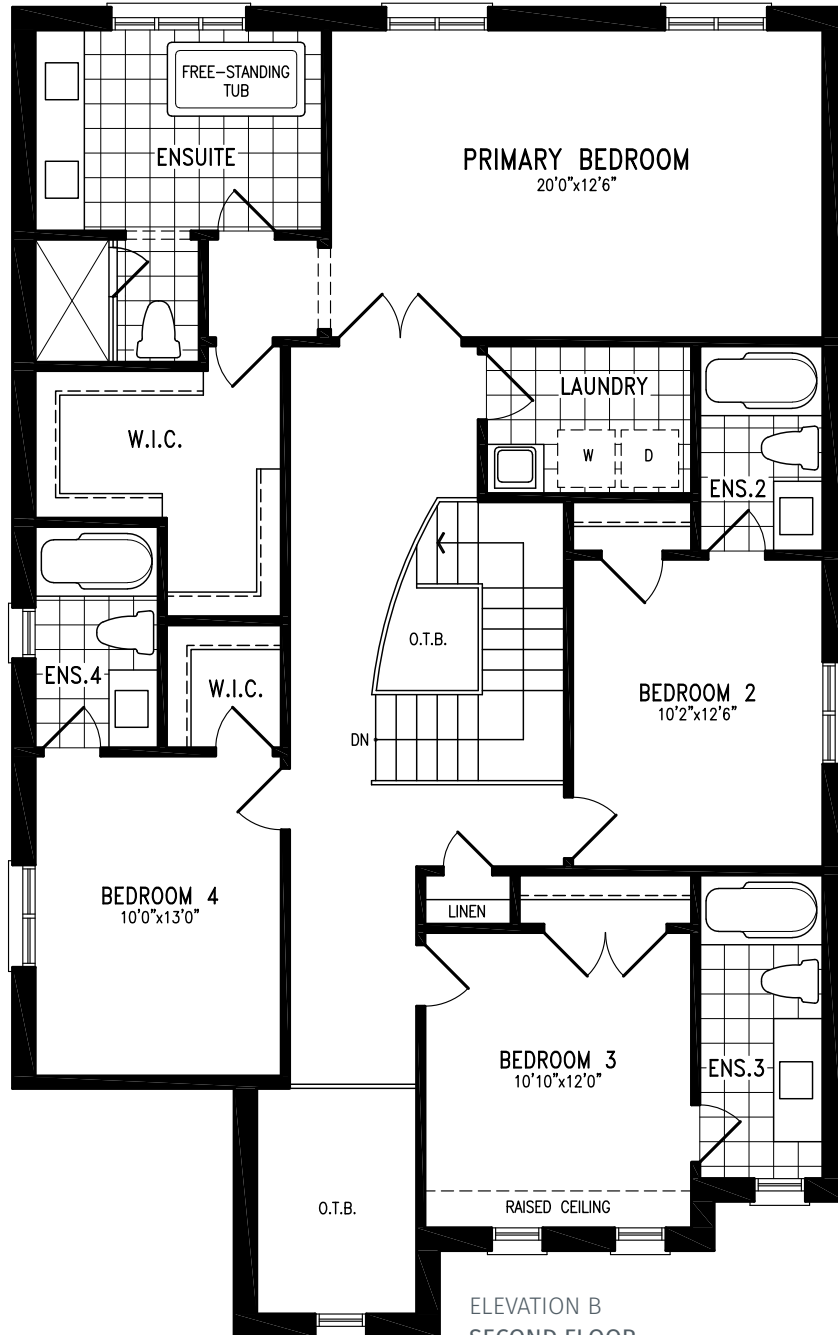 FREE-STANDING
TUB
ENSUITE
PRIMARY BEDROOM
20'0"x12'6"
LAUNDRY
W.I.C.
W
D
ENS.2
O.T.B.
ENS.4
W.I.C.
BEDROOM 2
10'2"x12'6"
DN
BEDROOM 4
10'0"x13'0"
LINEN
BEDROOM 3
10'10"x12'0"
ENS.3
O.T.B.
RAISED CEILING
ELEVATION B
SECOND FLOOR